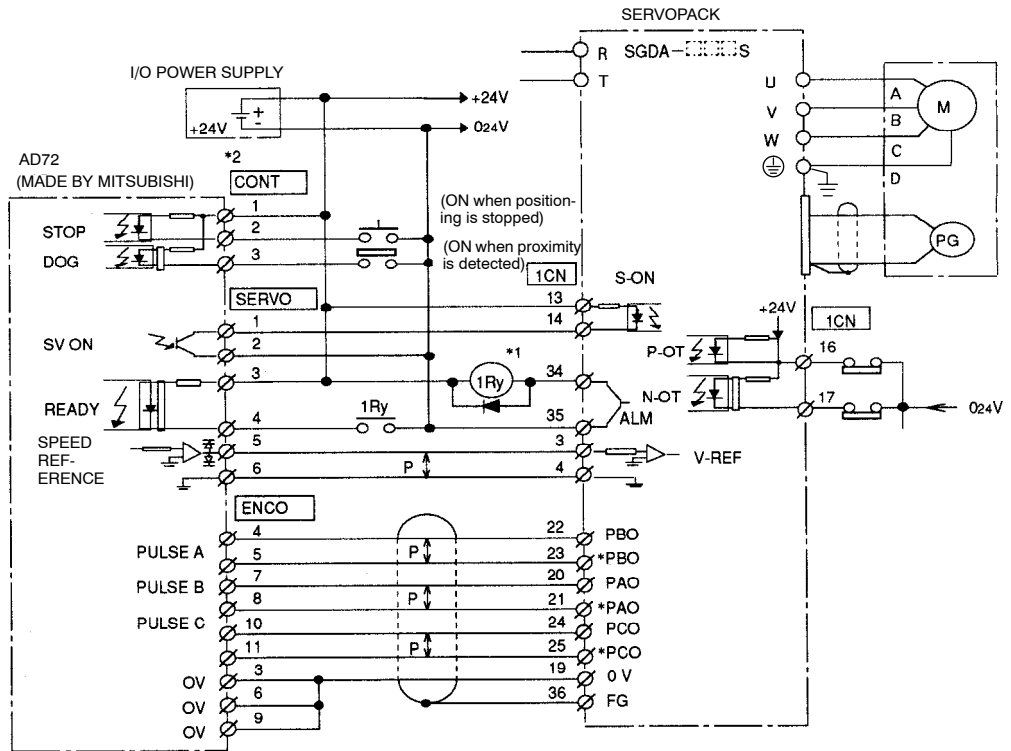 SERVOPACK
R SGDA— S
T
I/O POWER SUPPLY
+
-
+24V
+24V
024V
U
V
W
A
B
C
D
M
PG
AD72
(MADE BY MITSUBISHI)
*2
CONT
STOP
DOG
1
2
3
(ON when position-
ing is stopped)
(ON when proximity
is detected)
1CN
SERVO
SV ON
1
2
13
14
S-ON
+24V
1CN
P-OT
16
N-OT
17
024V
READY
3
4
*1
1Ry
1Ry
34
35
ALM
SPEED
REF-
ERENCE
5
6
P
3
4
V-REF
ENCO
PULSE A
4
5
P
22 PBO
23 *PBO
PULSE B
7
8
P
20 PAO
21 *PAO
PULSE C
10
11
P
24 PCO
25 *PCO
0V 3
0V 6
0V 9
19 0 V
36 FG